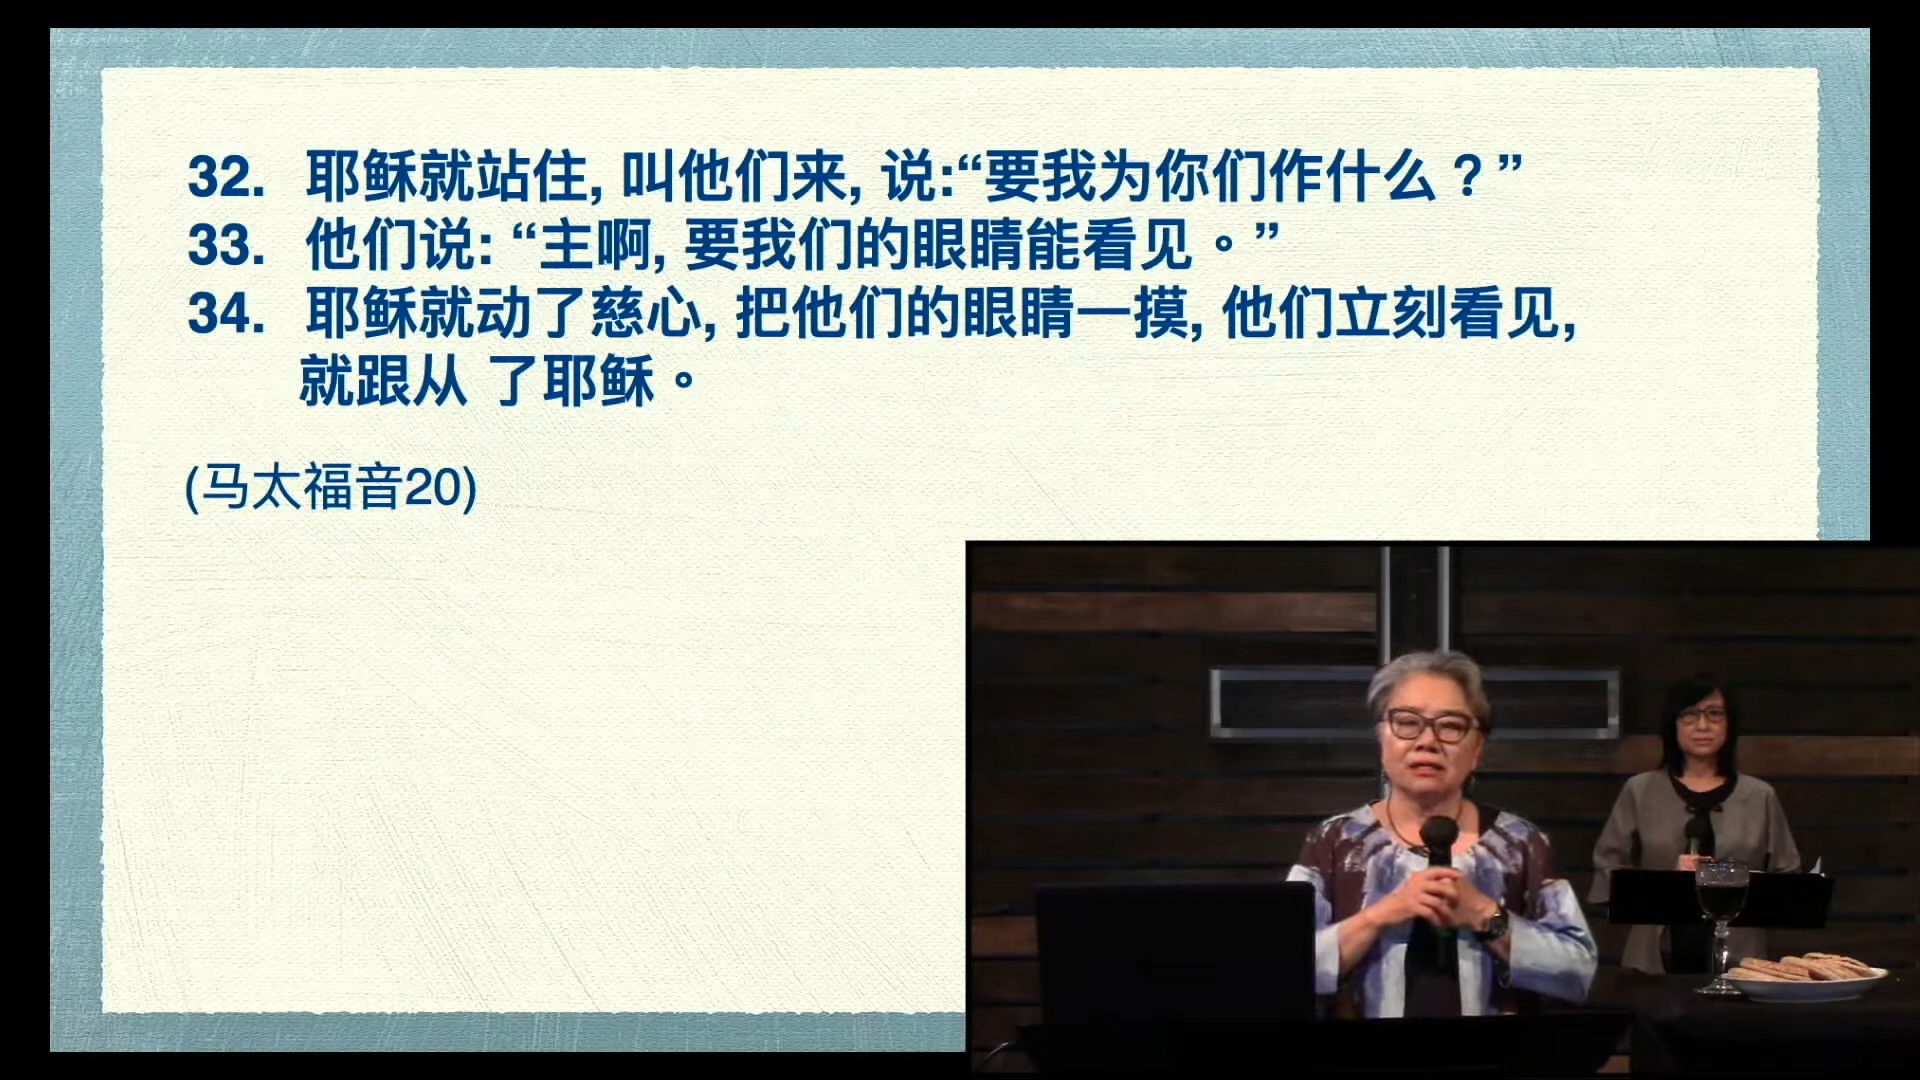 32. 耶稣就站住, 叫他们来, 说:“要我为你们作什么？”
33. 他们说: “主啊, 要我们的眼睛能看见。”
34. 耶稣就动了慈心, 把他们的眼睛一摸, 他们立刻看见,
就跟从 了耶稣。
(马太福音20)